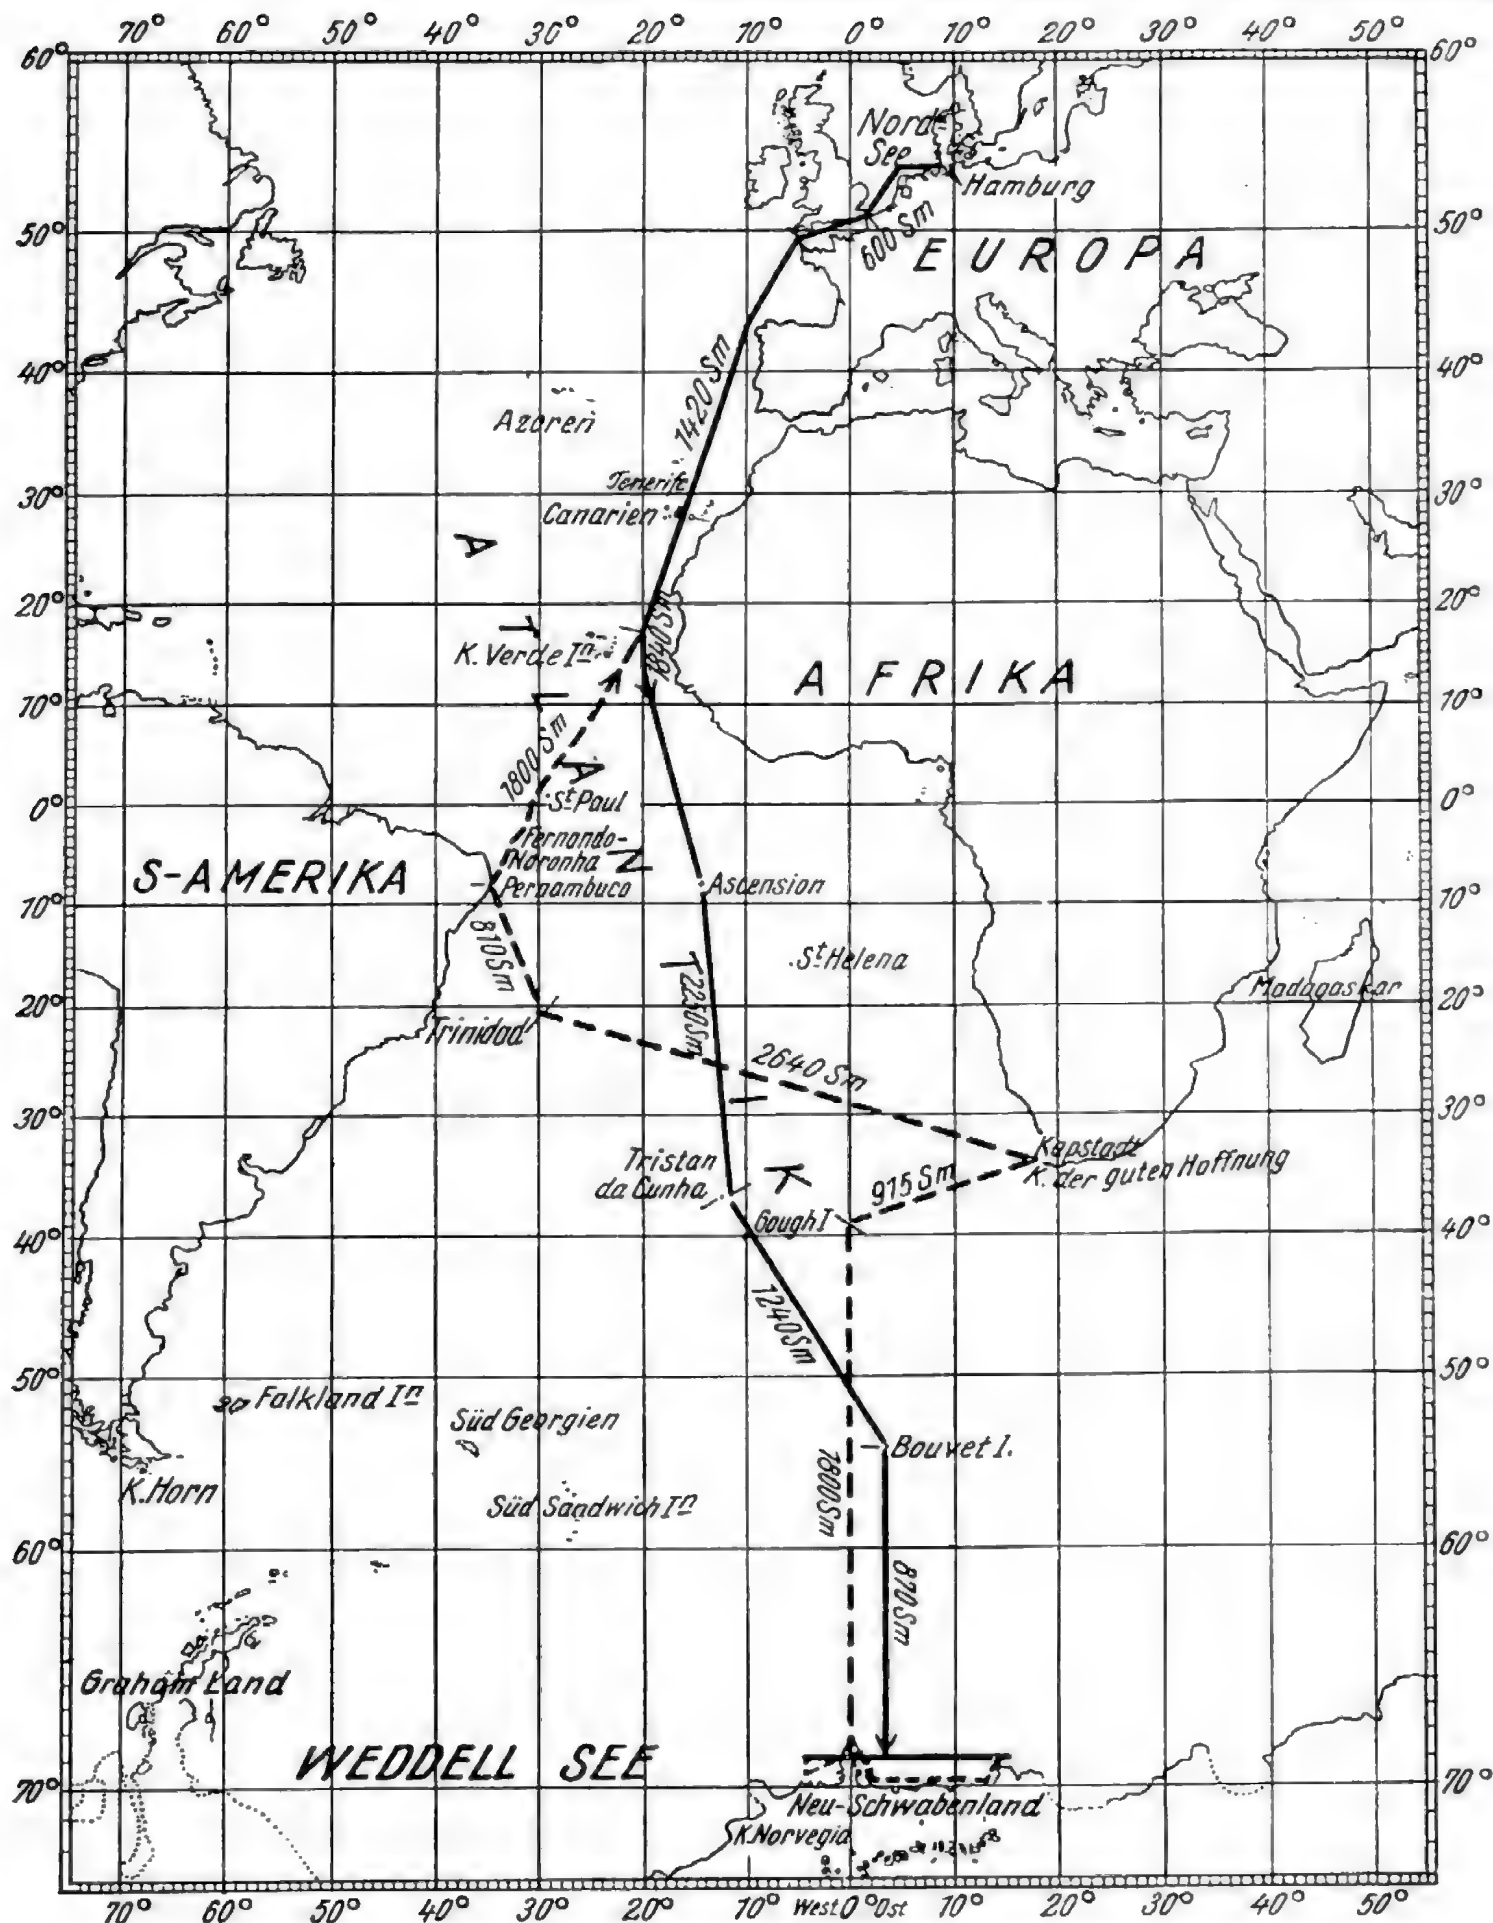 70° 60° 50° 40° 30° 20° 10° 0° 10° 20° 30° 40° 50°
60° 60°
Nord
See
Hamburg
50° 50°
600 Sm
EUROPA
1420 Sm
40° 40°
Azoren
30° 30°
Tenerife
Canarien
20° 20°
1840 Sm
K. Verde In
AFRIKA
10° 10°
1800 Sm
St Paul
0° 0°
Fernando-
Noronha
Pernambuco
S-AMERIKA
Ascension
10° 10°
810 Sm
St Helena
Madagaskar
20° 20°
Trinidad
2250 Sm
2640 Sm
30° 30°
ATLANTIK
Kapstadt
K. der guten Hoffnung
Tristan
da Cunha
915 Sm
Gough I
40° 40°
1240 Sm
50° 50°
Falkland In
Süd Georgien
Bouvet I.
K. Horn
Süd Sandwich In
1800 Sm
60° 60°
870 Sm
Graham Land
WEDDELL SEE
70° 70°
Neu-Schwabenland
K. Norvegia
70° 60° 50° 40° 30° 20° 10° West 0° Ost 10° 20° 30° 40° 50°